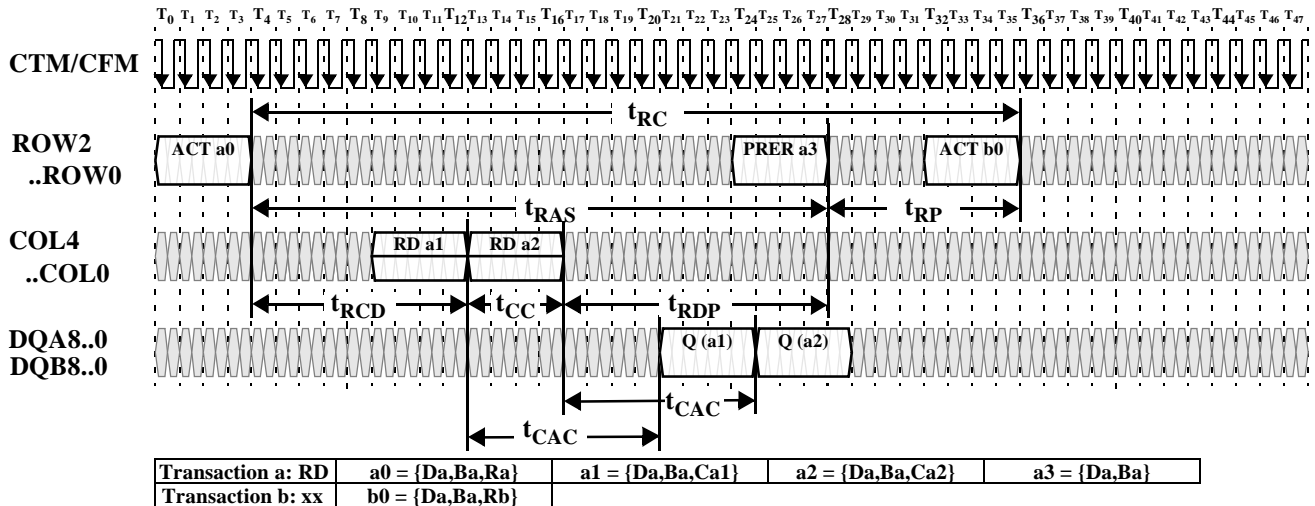 T0 T1 T2 T3 T4 T5 T6 T7 T8 T9 T10 T11 T12 T13 T14 T15 T16 T17 T18 T19 T20 T21 T22 T23 T24 T25 T26 T27 T28 T29 T30 T31 T32 T33 T34 T35 T36 T37 T38 T39 T40 T41 T42 T43 T44 T45 T46 T47
CTM/CFM
tRC
ROW2
..ROW0
ACT a0 PRER a3 ACT b0
tRAS tRP
COL4
..COL0
RD a1 RD a2
tRCD tCC tRDP
DQA8..0
DQB8..0
Q (a1) Q (a2)
tCAC
tCAC
Transaction a: RD a0 = {Da,Ba,Ra} a1 = {Da,Ba,Ca1} a2 = {Da,Ba,Ca2} a3 = {Da,Ba}
Transaction b: xx b0 = {Da,Ba,Rb}